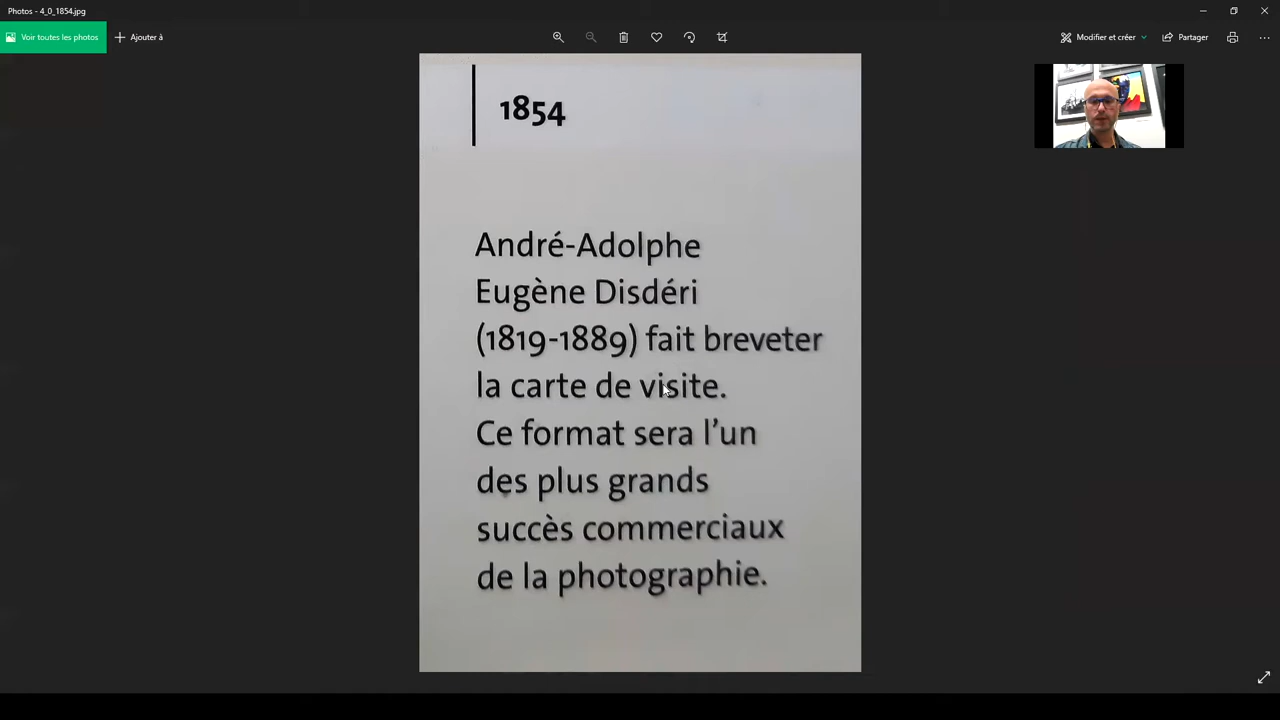 Photos - 4_0_1854.jpg
Voir toutes les photos
Ajouter à
Modifier et créer
Partager
1854
André-Adolphe
Eugène Disdéri
(1819-1889) fait breveter
la carte de visite.
Ce format sera l'un
des plus grands
succès commerciaux
de la photographie.